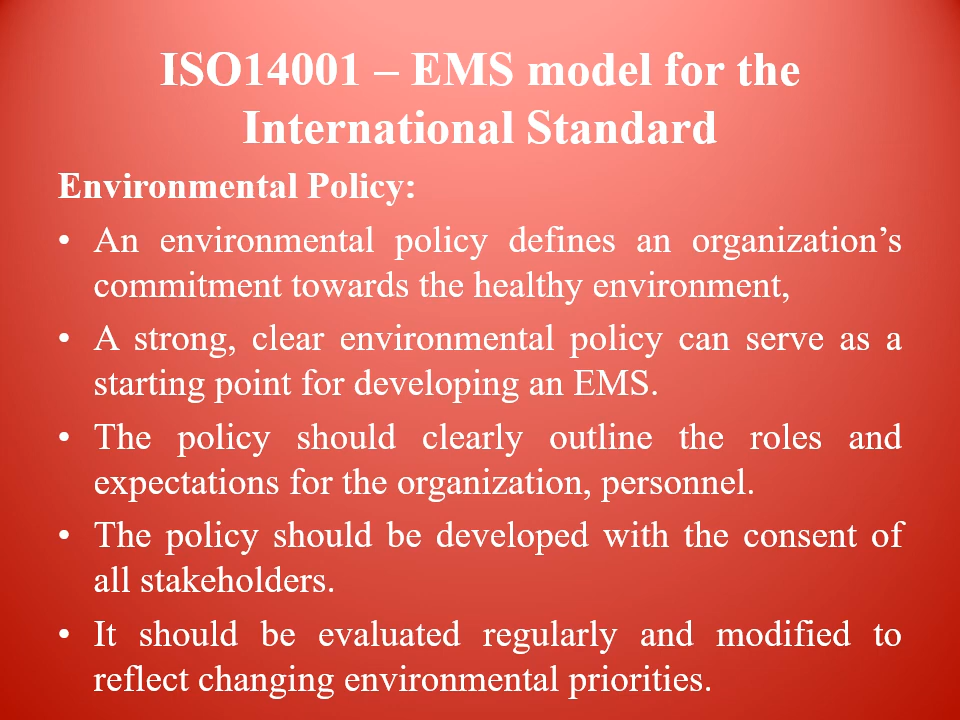 ISO14001 – EMS model for the
International Standard
Environmental Policy:
• An environmental policy defines an organization’s
commitment towards the healthy environment,
• A strong, clear environmental policy can serve as a
starting point for developing an EMS.
• The policy should clearly outline the roles and
expectations for the organization, personnel.
• The policy should be developed with the consent of
all stakeholders.
• It should be evaluated regularly and modified to
reflect changing environmental priorities.